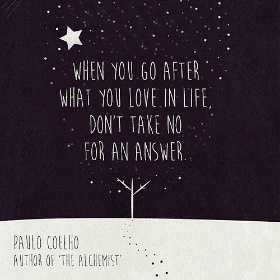 WHEN YOU GO AFTER
WHAT YOU LOVE IN LIFE,
DON'T TAKE NO
FOR AN ANSWER.
PAULO COELHO
AUTHOR OF 'THE ALCHEMIST'